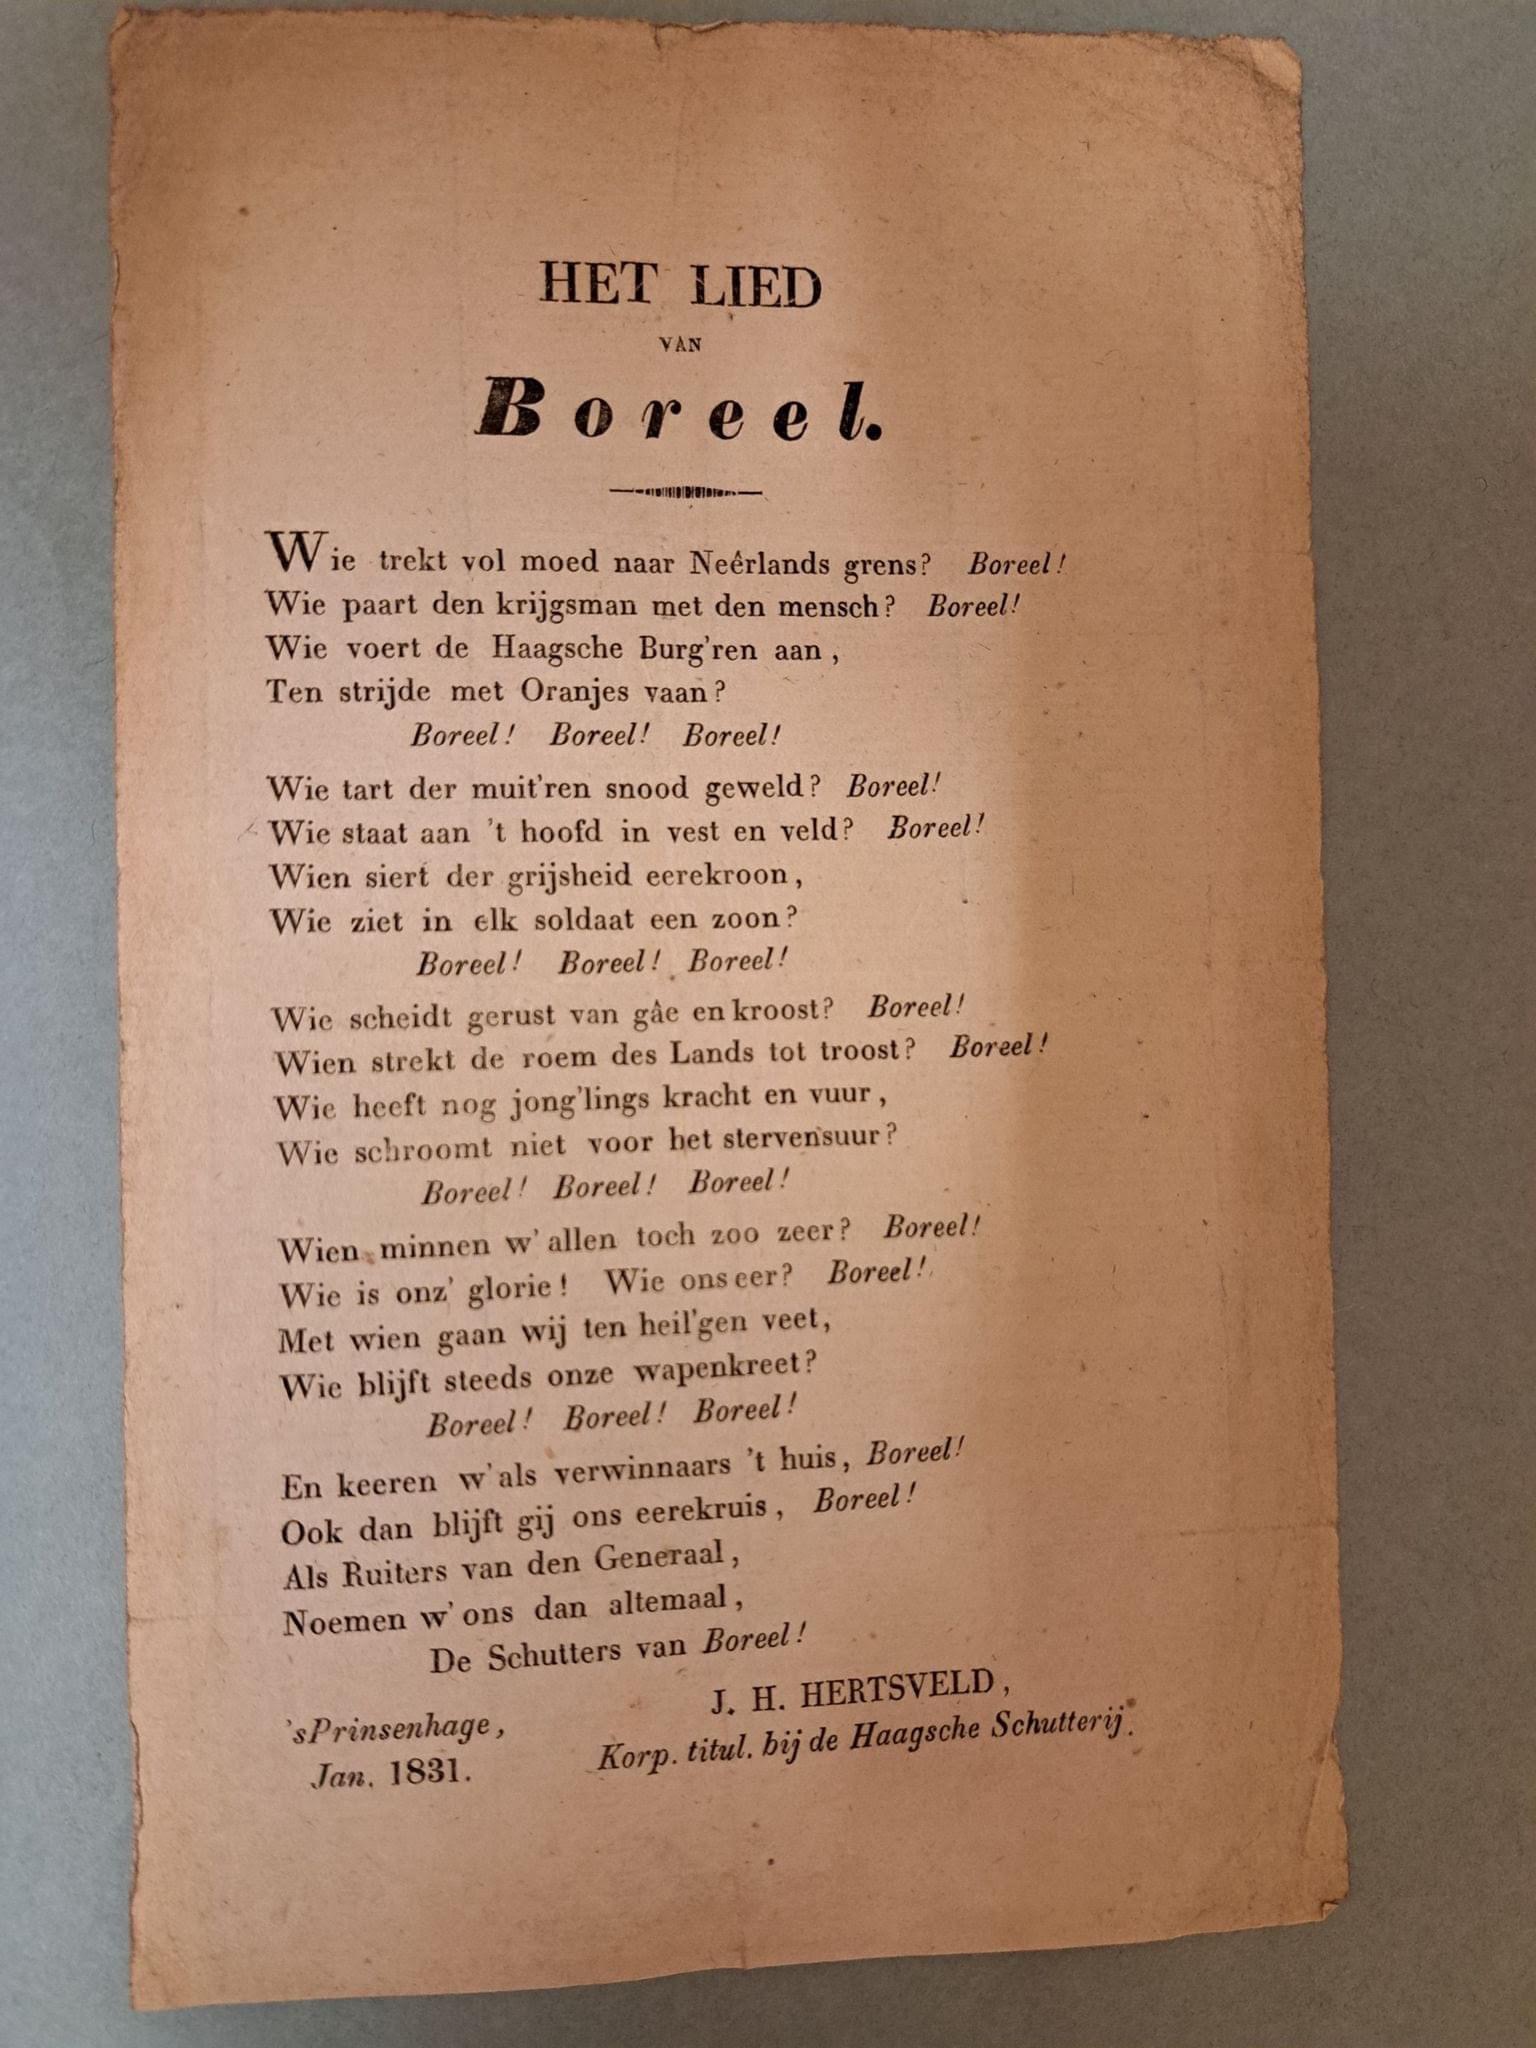 HET LIED
VAN
Boreel.
Wie trekt vol moed naar Neêrlands grens? Boreel!
Wie paart den krijgsman met den mensch? Boreel!
Wie voert de Haagsche Burg'ren aan,
Ten strijde met Oranjes vaan?
Boreel! Boreel! Boreel!
Wie tart der muit'ren snood geweld? Boreel!
Wie staat aan 't hoofd in vest en veld? Boreel!
Wien siert der grijsheid eerekroon,
Wie ziet in elk soldaat een zoon?
Boreel! Boreel! Boreel!
Wie scheidt gerust van gâe en kroost? Boreel!
Wien strekt de roem des Lands tot troost? Boreel!
Wie heeft nog jong'lings kracht en vuur,
Wie schroomt niet voor het stervensuur?
Boreel! Boreel! Boreel!
Wien minnen w' allen toch zoo zeer? Boreel!
Wie is onz' glorie! Wie ons eer? Boreel!
Met wien gaan wij ten heil'gen veet,
Wie blijft steeds onze wapenkreet?
Boreel! Boreel! Boreel!
En keeren w' als verwinnaars 't huis, Boreel!
Ook dan blijft gij ons eerekruis, Boreel!
Als Ruiters van den Generaal,
Noemen w' ons dan altemaal,
De Schutters van Boreel!
J. H. HERTSVELD,
Korp. titul. bij de Haagsche Schutterij.
'sPrinsenhage,
Jan. 1831.